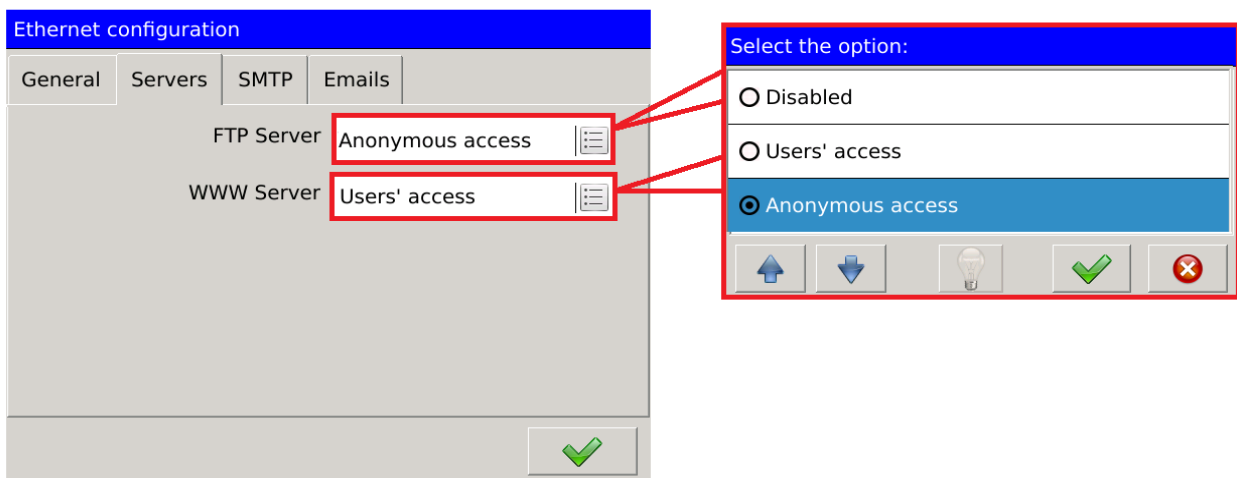 Ethernet configuration
General Servers SMTP Emails
FTP Server Anonymous access
WWW Server Users' access
Select the option:
Disabled
Users' access
Anonymous access